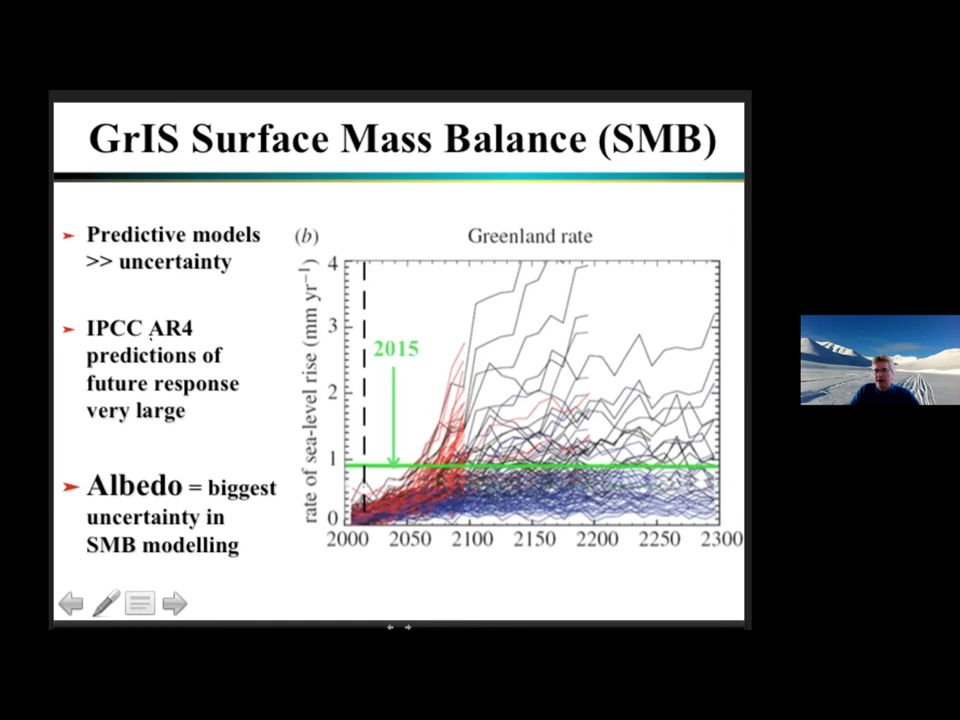 GrIS Surface Mass Balance (SMB)
➤ Predictive models
>> uncertainty
➤ IPCC AR4
predictions of
future response
very large
➤ Albedo = biggest
uncertainty in
SMB modelling
(b) Greenland rate
rate of sea-level rise (mm yr⁻¹)
4
3
2
1
0
2015
2000 2050 2100 2150 2200 2250 2300